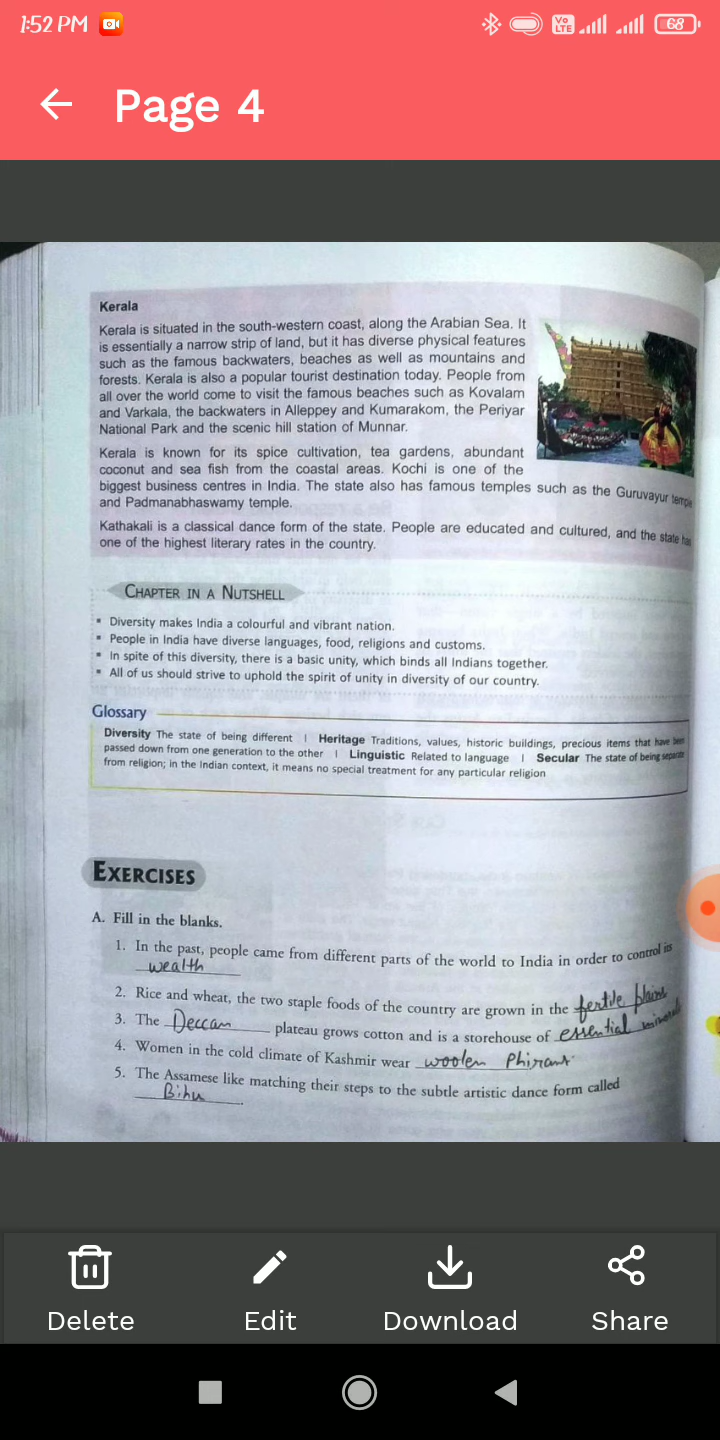 1:52 PM
Vo LTE 68
Page 4
Kerala
Kerala is situated in the south-western coast, along the Arabian Sea. It
is essentially a narrow strip of land, but it has diverse physical features
such as the famous backwaters, beaches as well as mountains and
forests. Kerala is also a popular tourist destination today. People from
all over the world come to visit the famous beaches such as Kovalam
and Varkala, the backwaters in Alleppey and Kumarakom, the Periyar
National Park and the scenic hill station of Munnar.
Kerala is known for its spice cultivation, tea gardens, abundant
coconut and sea fish from the coastal areas. Kochi is one of the
biggest business centres in India. The state also has famous temples such as the Guruvayur temple
and Padmanabhaswamy temple.
Kathakali is a classical dance form of the state. People are educated and cultured, and the state has
one of the highest literary rates in the country.
CHAPTER IN A NUTSHELL
▪ Diversity makes India a colourful and vibrant nation.
▪ People in India have diverse languages, food, religions and customs.
▪ In spite of this diversity, there is a basic unity, which binds all Indians together.
▪ All of us should strive to uphold the spirit of unity in diversity of our country.
Glossary
Diversity The state of being different | Heritage Traditions, values, historic buildings, precious items that have been
passed down from one generation to the other | Linguistic Related to language | Secular The state of being separate
from religion; in the Indian context, it means no special treatment for any particular religion
EXERCISES
A. Fill in the blanks.
1. In the past, people came from different parts of the world to India in order to control its
wealth
2. Rice and wheat, the two staple foods of the country are grown in the fertile plains
3. The Deccan plateau grows cotton and is a storehouse of essential minerals
4. Women in the cold climate of Kashmir wear woolen Phirans.
5. The Assamese like matching their steps to the subtle artistic dance form called
Bihu.
Delete Edit Download Share